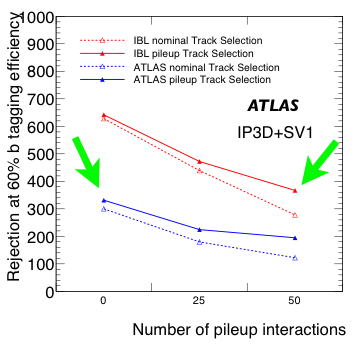 Rejection at 60% b tagging efficiency
1000
900
800
700
600
500
400
300
200
100
0
IBL nominal Track Selection
IBL pileup Track Selection
ATLAS nominal Track Selection
ATLAS pileup Track Selection
ATLAS
IP3D+SV1
0 25 50
Number of pileup interactions